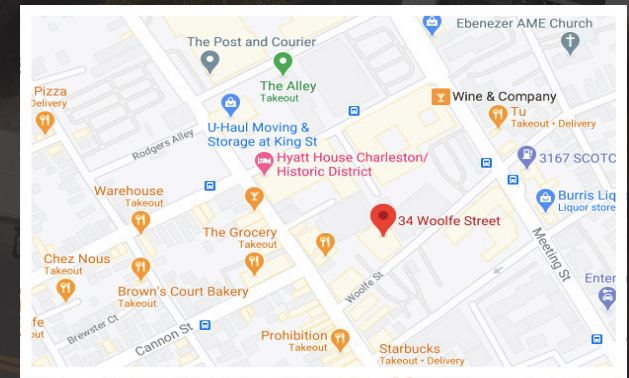 Ebenezer AME Church
The Post and Courier
The Alley
Takeout
Pizza
Delivery
Wine & Company
Tu
Takeout • Delivery
U-Haul Moving &
Storage at King St
Rodgers Alley
3167 SCOTC
Hyatt House Charleston/
Historic District
Warehouse
Takeout
Burris Liq
Liquor store
34 Woolfe Street
The Grocery
Takeout
Meeting St
Chez Nous
Takeout
Brown's Court Bakery
Takeout
Woolfe St
Enter
fe
out
Brewster Ct
Cannon St
Prohibition
Takeout
Starbucks
Takeout • Delivery